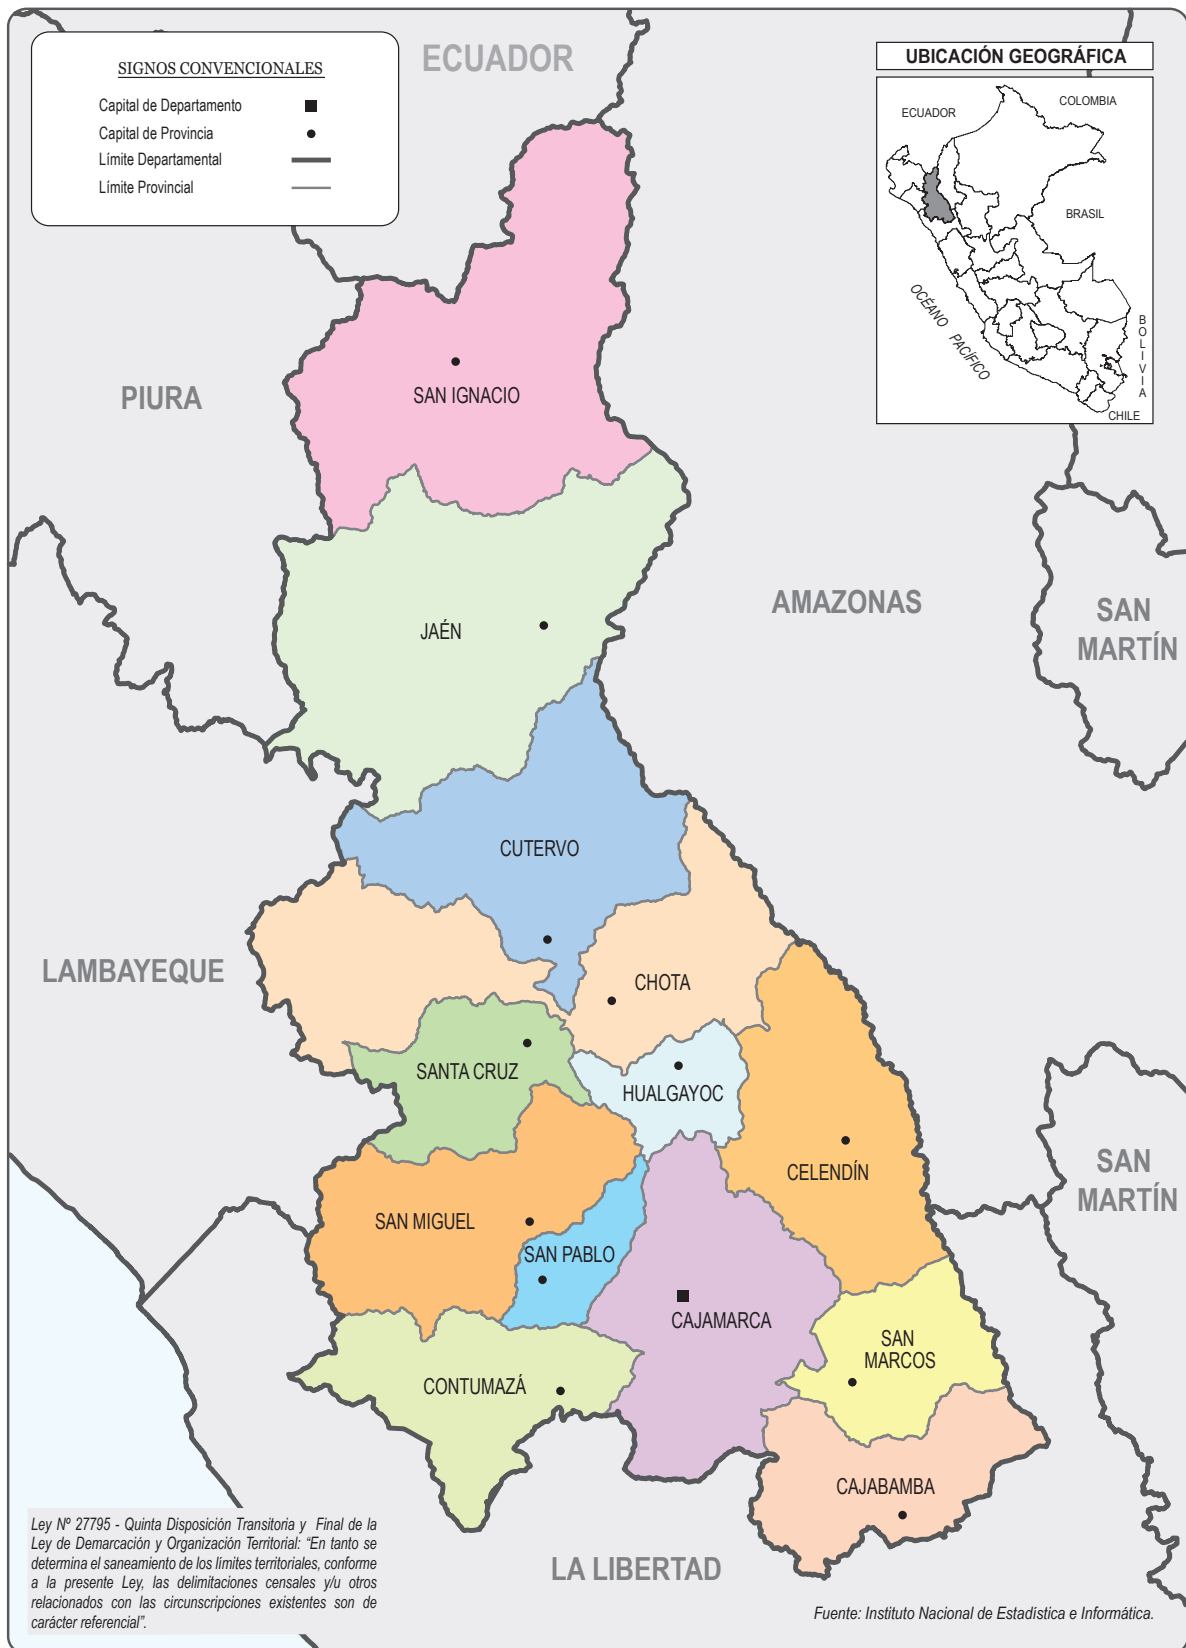 ECUADOR
SIGNOS CONVENCIONALES
Capital de Departamento
Capital de Provincia
Límite Departamental
Límite Provincial
UBICACIÓN GEOGRÁFICA
COLOMBIA
ECUADOR
BRASIL
OCÉANO PACÍFICO
BOLIVIA
CHILE
PIURA
SAN IGNACIO
AMAZONAS
SAN
MARTÍN
JAÉN
CUTERVO
LAMBAYEQUE
CHOTA
SANTA CRUZ
HUALGAYOC
CELENDÍN
SAN
MARTÍN
SAN MIGUEL
SAN PABLO
CAJAMARCA
SAN
MARCOS
CONTUMAZÁ
CAJABAMBA
LA LIBERTAD
Ley Nº 27795 - Quinta Disposición Transitoria y Final de la
Ley de Demarcación y Organización Territorial: “En tanto se
determina el saneamiento de los límites territoriales, conforme
a la presente Ley, las delimitaciones censales y/u otros
relacionados con las circunscripciones existentes son de
carácter referencial”.
Fuente: Instituto Nacional de Estadística e Informática.